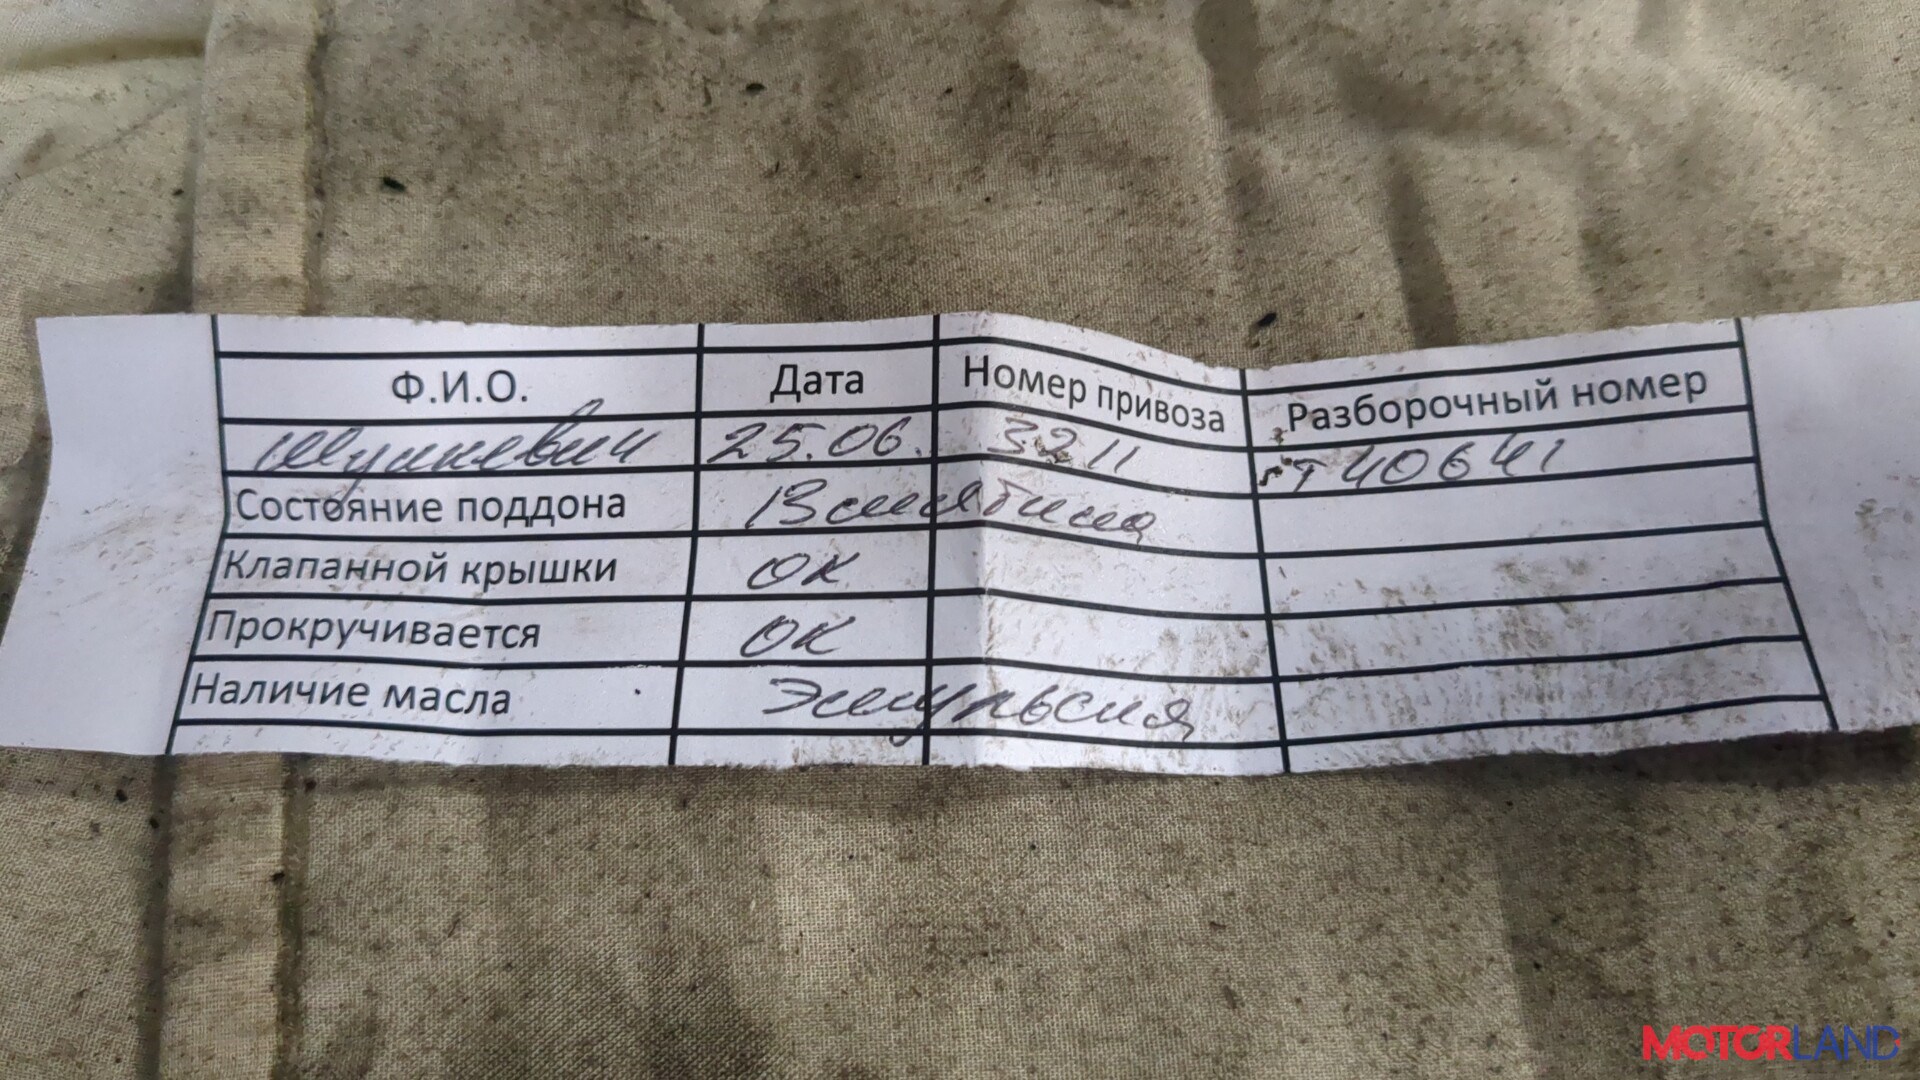 Ф.И.О. Дата Номер привоза Разборочный номер
25.06. 3211 т40641
Состояние поддона Вмятина
Клапанной крышки ок
Прокручивается ок
Наличие масла Эмульсия
MOTORLAND